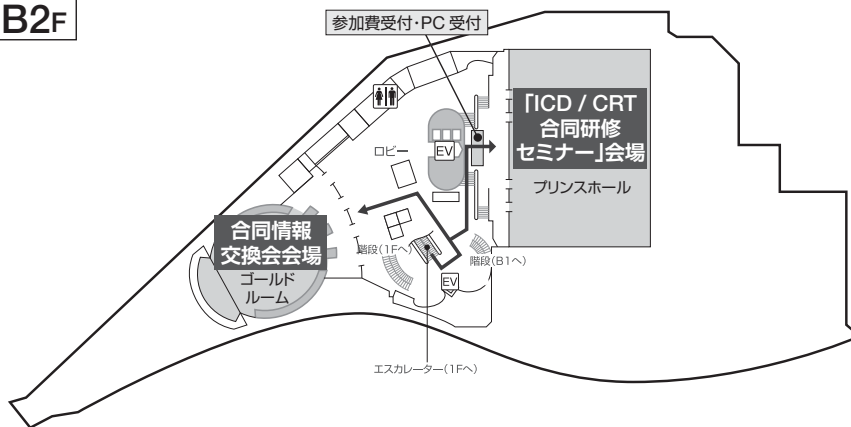 B2F
参加費受付・PC 受付
「ICD / CRT
合同研修
セミナー」会場
プリンスホール
EV
ロビー
合同情報
交換会会場
ゴールド
ルーム
階段(1Fへ)
階段(B1へ)
EV
エスカレーター(1Fへ)